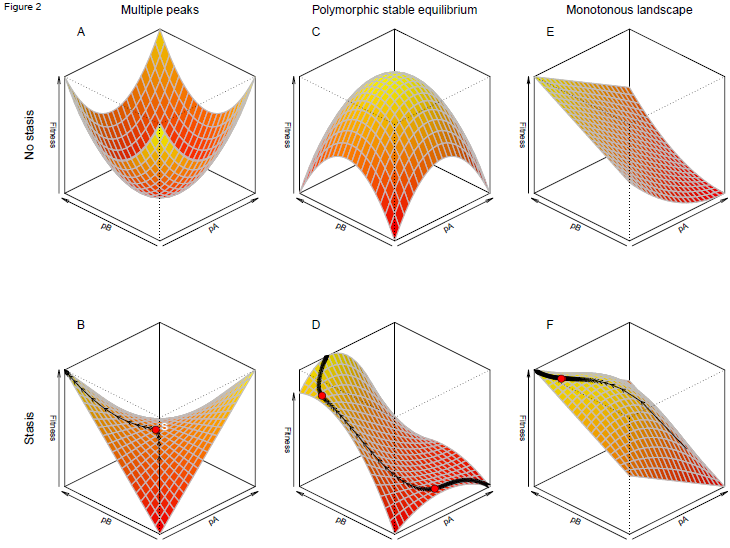 Figure 2
Multiple peaks
Polymorphic stable equilibrium
Monotonous landscape
No stasis
A
Fitness
pB
pA
C
Fitness
pB
pA
E
Fitness
pB
pA
Stasis
B
Fitness
pB
pA
D
Fitness
pB
pA
F
Fitness
pB
pA